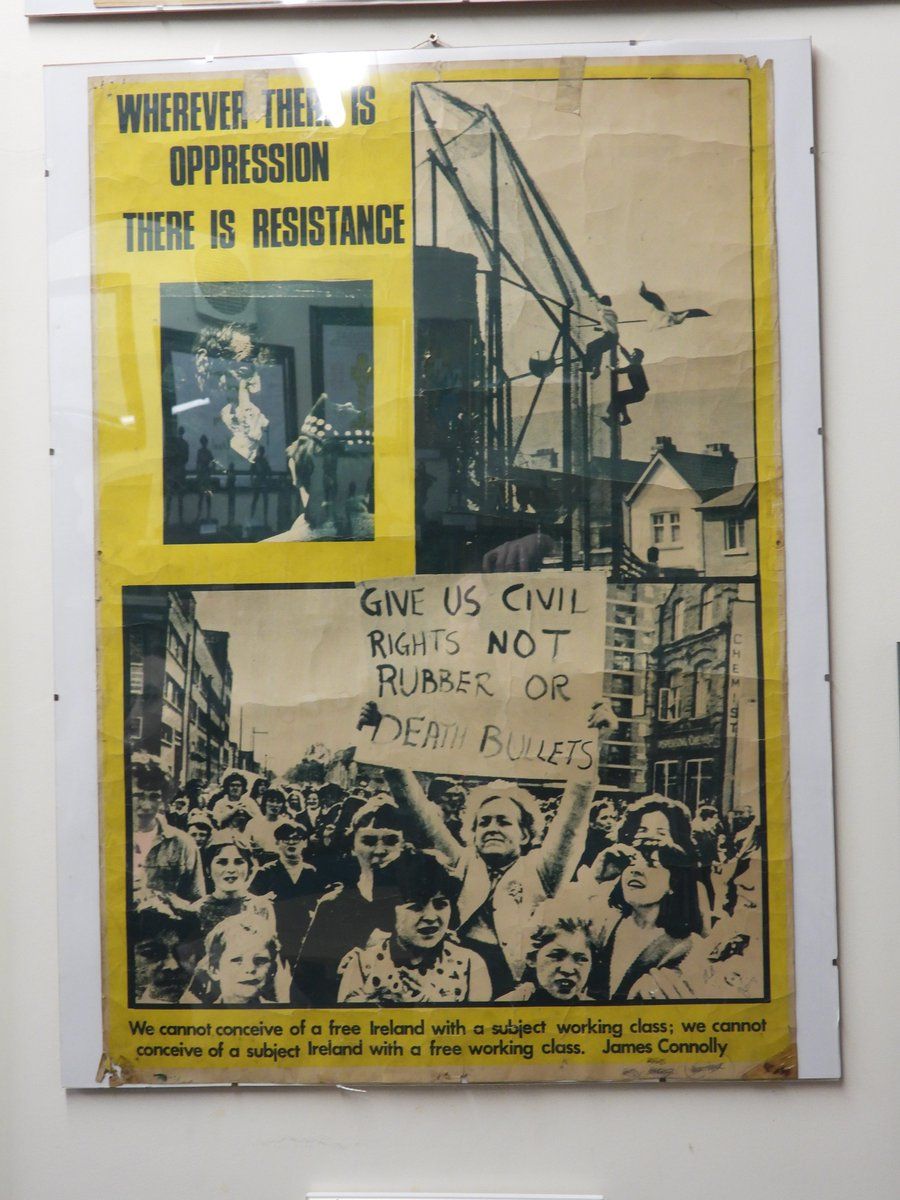 WHEREVER THERE IS
OPPRESSION
THERE IS RESISTANCE
GIVE US CIVIL
RIGHTS NOT
RUBBER OR
DEATH BULLETS
CHEMIST
We cannot conceive of a free Ireland with a subject working class; we cannot
conceive of a subject Ireland with a free working class. James Connolly